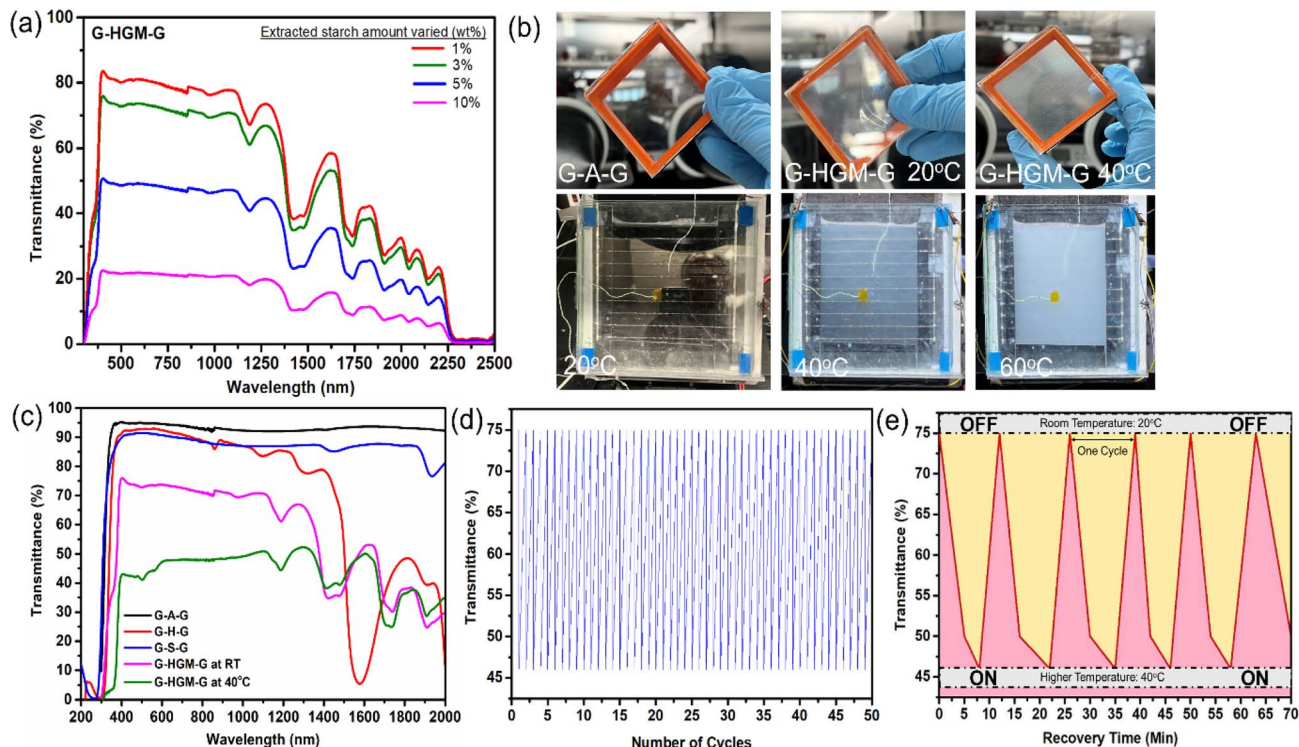 (a)
G-HGM-G
Extracted starch amount varied (wt%)
1%
3%
5%
10%
100
80
60
40
20
0
Transmittance (%)
500 750 1000 1250 1500 1750 2000 2250 2500
Wavelength (nm)
(b)
G-A-G
G-HGM-G 20°C
G-HGM-G 40°C
20°C
40°C
60°C
(c)
100
95
90
85
80
75
70
65
60
55
50
45
40
35
30
25
20
15
10
5
0
Transmittance (%)
G-A-G
G-H-G
G-S-G
G-HGM-G at RT
G-HGM-G at 40°C
200 400 600 800 1000 1200 1400 1600 1800 2000
Wavelength (nm)
(d)
75
70
65
60
55
50
45
Transmittance (%)
0 5 10 15 20 25 30 35 40 45 50
Number of Cycles
(e)
OFF Room Temperature: 20°C OFF
One Cycle
75
70
65
60
55
50
45
Transmittance (%)
ON Higher Temperature: 40°C ON
0 5 10 15 20 25 30 35 40 45 50 55 60 65 70
Recovery Time (Min)